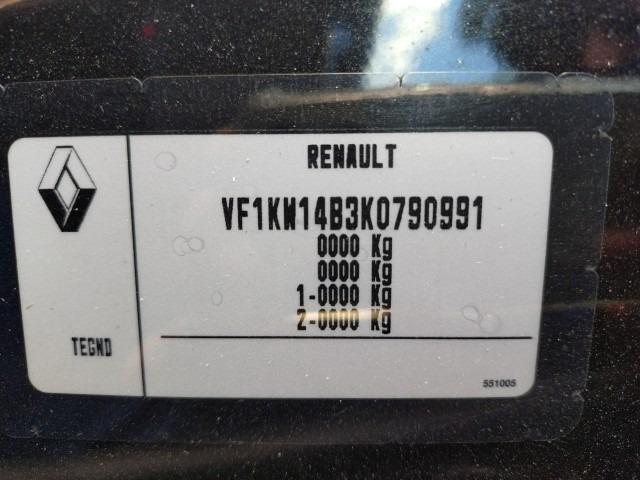 RENAULT
VF1KW14B3K0790991
0000 Kg
0000 Kg
1-0000 Kg
2-0000 Kg
TEGND
551005